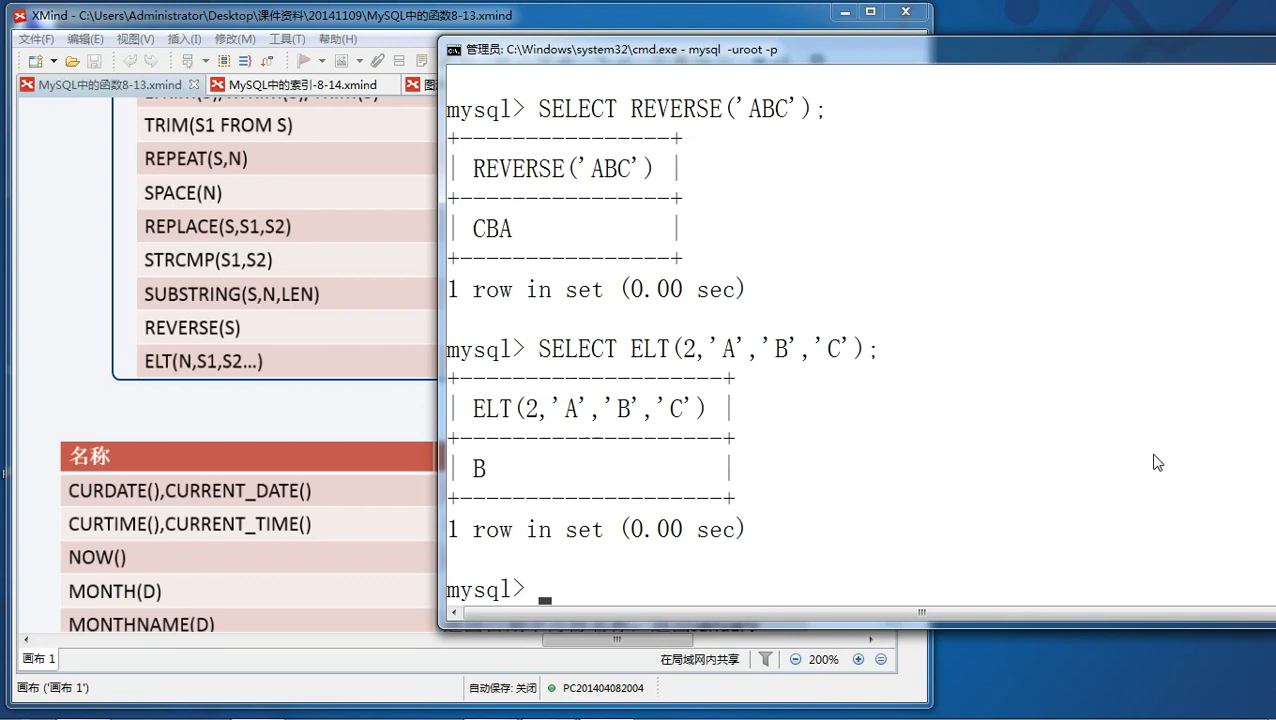 XMind - C:\Users\Administrator\Desktop\课件资料\20141109\MySQL中的函数8-13.xmind
文件(F) 编辑(E) 视图(V) 插入(I) 修改(M) 工具(T) 帮助(H)
MySQL中的函数8-13.xmind
MySQL中的索引-8-14.xmind
TRIM(S1 FROM S)
REPEAT(S,N)
SPACE(N)
REPLACE(S,S1,S2)
STRCMP(S1,S2)
SUBSTRING(S,N,LEN)
REVERSE(S)
ELT(N,S1,S2...)
名称
CURDATE(),CURRENT_DATE()
CURTIME(),CURRENT_TIME()
NOW()
MONTH(D)
MONTHNAME(D)
画布 1
在局域网内共享
200%
画布 ('画布 1')
自动保存: 关闭
PC201404082004
管理员: C:\Windows\system32\cmd.exe - mysql -uroot -p
mysql> SELECT REVERSE('ABC');
+----------------+
| REVERSE('ABC') |
+----------------+
| CBA            |
+----------------+
1 row in set (0.00 sec)
mysql> SELECT ELT(2,'A','B','C');
+--------------------+
| ELT(2,'A','B','C') |
+--------------------+
| B                  |
+--------------------+
1 row in set (0.00 sec)
mysql>